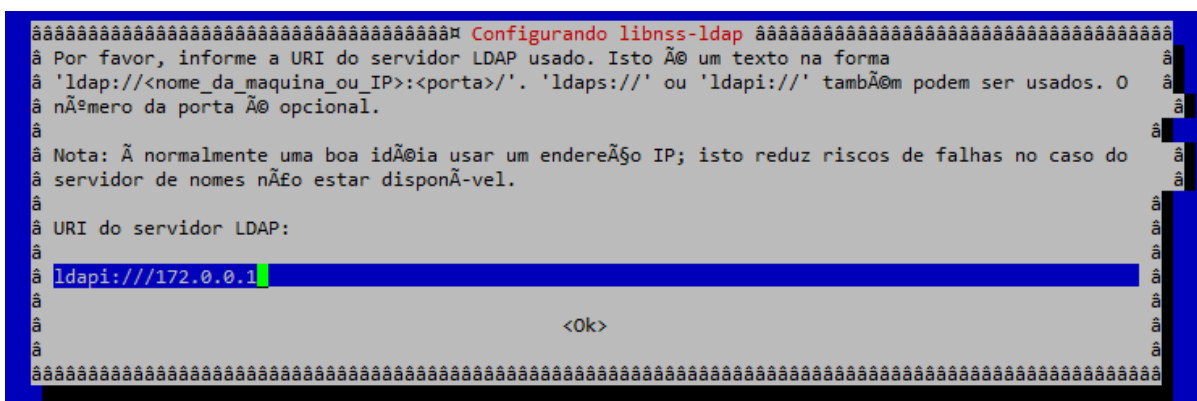 âââââââââââââââââââââââââââââââââââââ¤ Configurando libnss-ldap âââââââââââââââââââââââââââââââââââââ
â Por favor, informe a URI do servidor LDAP usado. Isto Ã© um texto na forma â
â 'ldap://<nome_da_maquina_ou_IP>:<porta>/'. 'ldaps://' ou 'ldapi://' tambÃ©m podem ser usados. O â
â nÃºmero da porta Ã© opcional. â
â â
â Nota: Ã normalmente uma boa idÃ©ia usar um endereÃ§o IP; isto reduz riscos de falhas no caso do â
â servidor de nomes nÃ£o estar disponÃ-vel. â
â â
â URI do servidor LDAP: â
â â
â ldapi:///172.0.0.1 â
â â
â <Ok> â
â â
ââââââââââââââââââââââââââââââââââââââââââââââââââââââââââââââââââââââââââââââââââââââââââââââââââââ